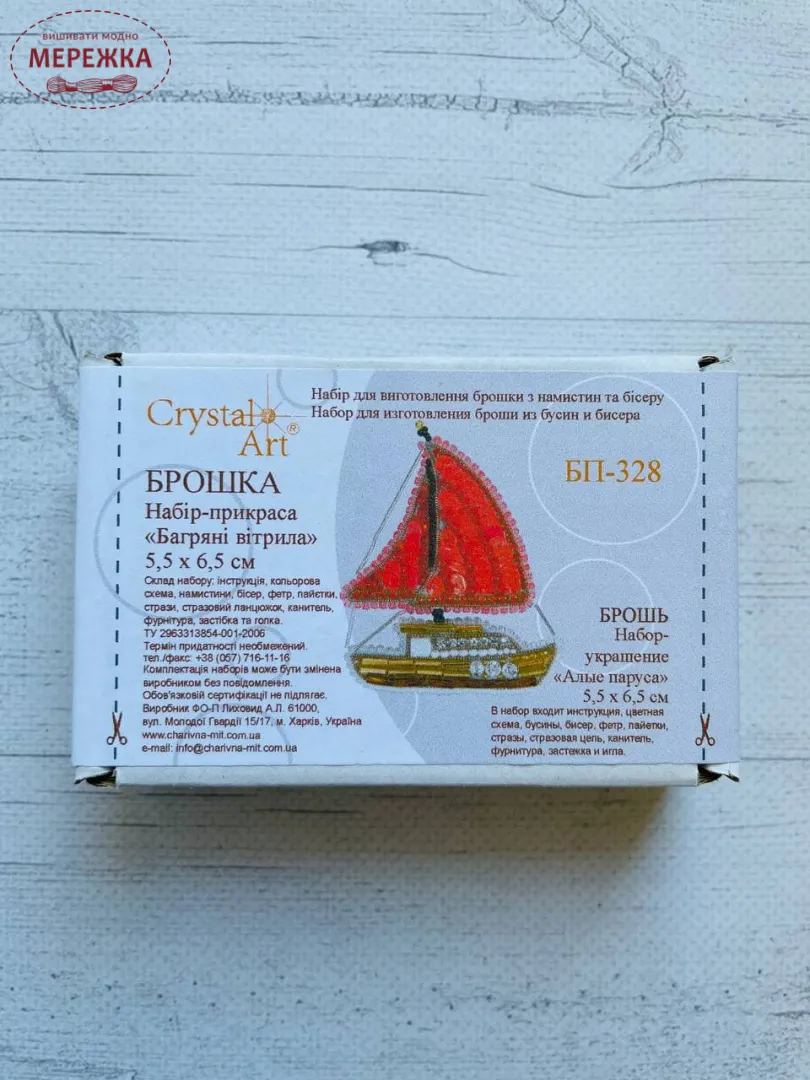 вишивати модно
МЕРЕЖКА
Crystal Art ®
Набір для виготовлення брошки з намистин та бісеру
Набор для изготовления броши из бусин и бисера
БП-328
БРОШКА
Набір-прикраса
«Багряні вітрила»
5,5 х 6,5 см
Склад набору: інструкція, кольорова
схема, намистини, бісер, фетр, пайєтки,
стрази, стразовий ланцюжок, канитель,
фурнітура, застібка та голка.
ТУ 2963313854-001-2006
Термін придатності необмежений.
тел./факс: +38 (057) 716-11-16
Комплектація наборів може бути змінена
виробником без повідомлення.
Обов'язковій сертифікації не підлягає.
Виробник ФО-П Лиховид А.Л. 61000,
вул. Молодої Гвардії 15/17, м. Харків, Україна
www.charivna-mit.com.ua
e-mail: info@charivna-mit.com.ua
БРОШЬ
Набор-
украшение
«Алые паруса»
5,5 х 6,5 см
В набор входит инструкция, цветная
схема, бусины, бисер, фетр, пайетки,
стразы, стразовая цепь, канитель,
фурнитура, застежка и игла.